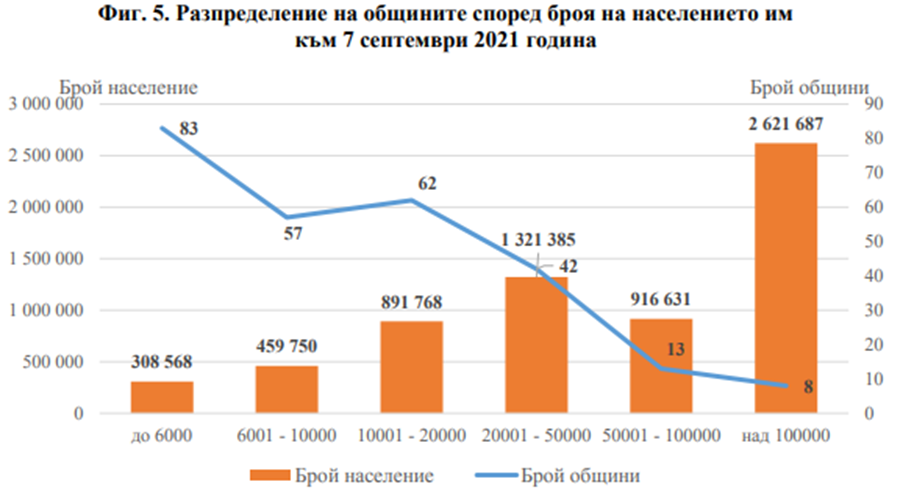 Фиг. 5. Разпределение на общините според броя на населението им
към 7 септември 2021 година
Брой население
Брой общини
3 000 000
2 500 000
2 000 000
1 500 000
1 000 000
500 000
0
90
80
70
60
50
40
30
20
10
0
83
57
62
42
13
8
308 568
459 750
891 768
1 321 385
916 631
2 621 687
до 6000
6001 - 10000
10001 - 20000
20001 - 50000
50001 - 100000
над 100000
Брой население
Брой общини